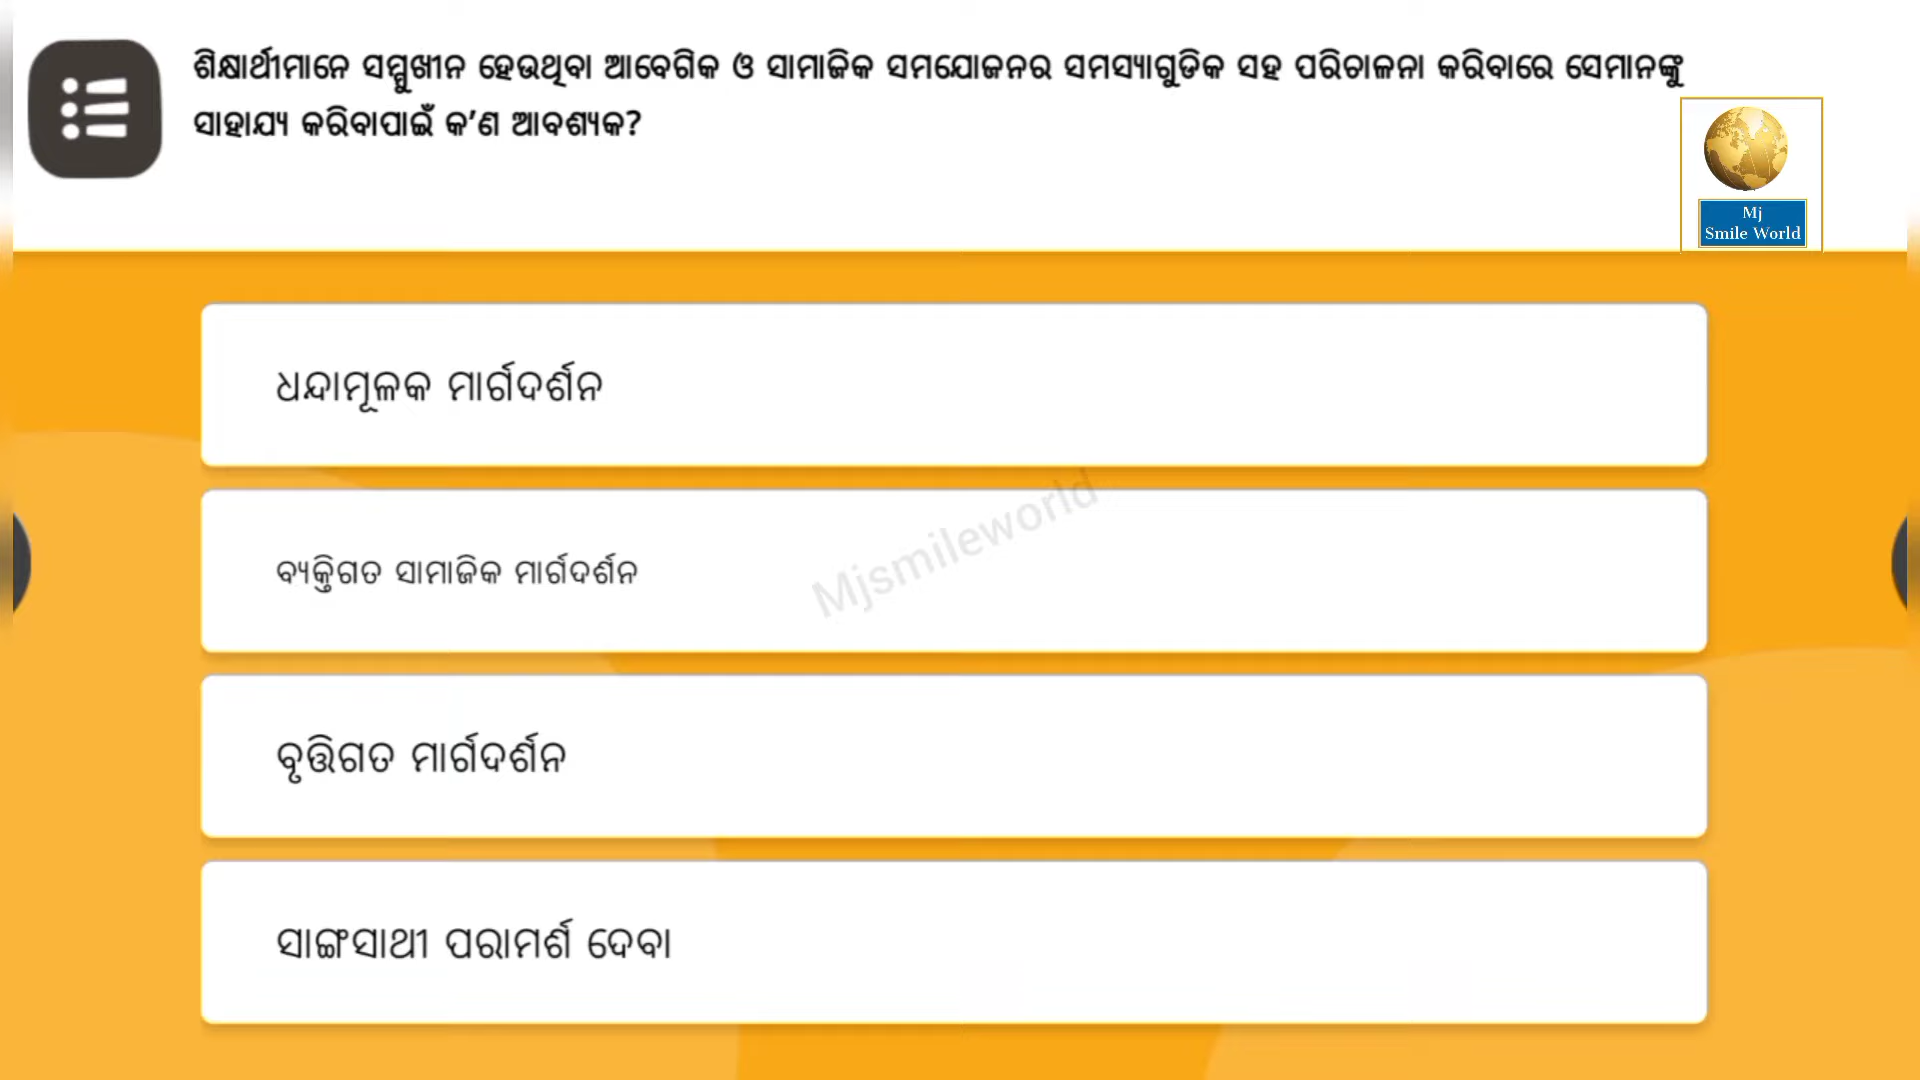 ଶିକ୍ଷାର୍ଥୀମାନେ ସମ୍ମୁଖୀନ ହେଉଥିବା ଆବେଗିକ ଓ ସାମାଜିକ ସମଯୋଜନର ସମସ୍ୟାଗୁଡିକ ସହ ପରିଚାଳନା କରିବାରେ ସେମାନଙ୍କୁ
ସାହାଯ୍ୟ କରିବାପାଇଁ କ’ଣ ଆବଶ୍ୟକ?
Mj
Smile World
ଧନ୍ଦାମୂଳକ ମାର୍ଗଦର୍ଶନ
ବ୍ୟକ୍ତିଗତ ସାମାଜିକ ମାର୍ଗଦର୍ଶନ
Mjsmileworld
ବୃତ୍ତିଗତ ମାର୍ଗଦର୍ଶନ
ସାଙ୍ଗସାଥୀ ପରାମର୍ଶ ଦେବା